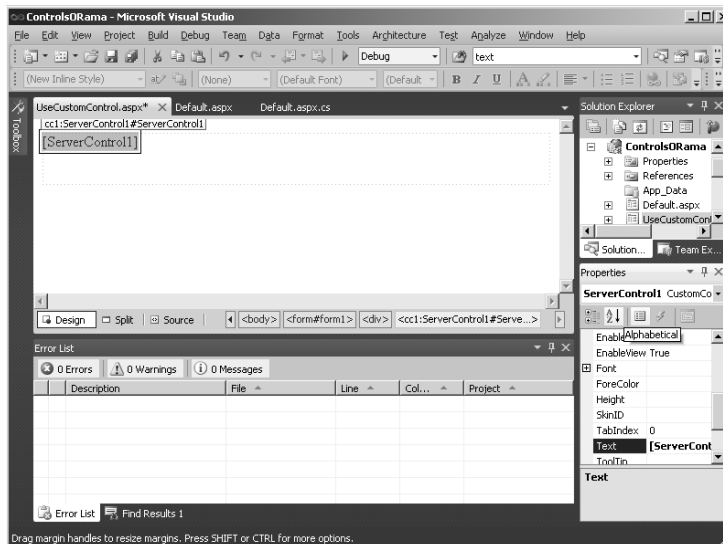 ControlsORama - Microsoft Visual Studio
File Edit View Project Build Debug Team Data Format Tools Architecture Test Analyze Window Help
Debug text
(New Inline Style) (None) (Default Font) (Default B I U A
Toolbox
UseCustomControl.aspx* Default.aspx Default.aspx.cs
cc1:ServerControl1#ServerControl1
[ServerControl1]
Design Split Source <body> <form#form1> <div> <cc1:ServerControl1#Serve...>
Error List
0 Errors 0 Warnings 0 Messages
Description File Line Col... Project
Error List Find Results 1
Solution Explorer
ControlsORama
Properties
References
App_Data
Default.aspx
UseCustomCont
Solution... Team Ex...
Properties
ServerControl1 CustomCo
Alphabetical
Enable
EnableView True
Font
ForeColor
Height
SkinID
TabIndex 0
Text [ServerCont
ToolTip
Text
Drag margin handles to resize margins. Press SHIFT or CTRL for more options.